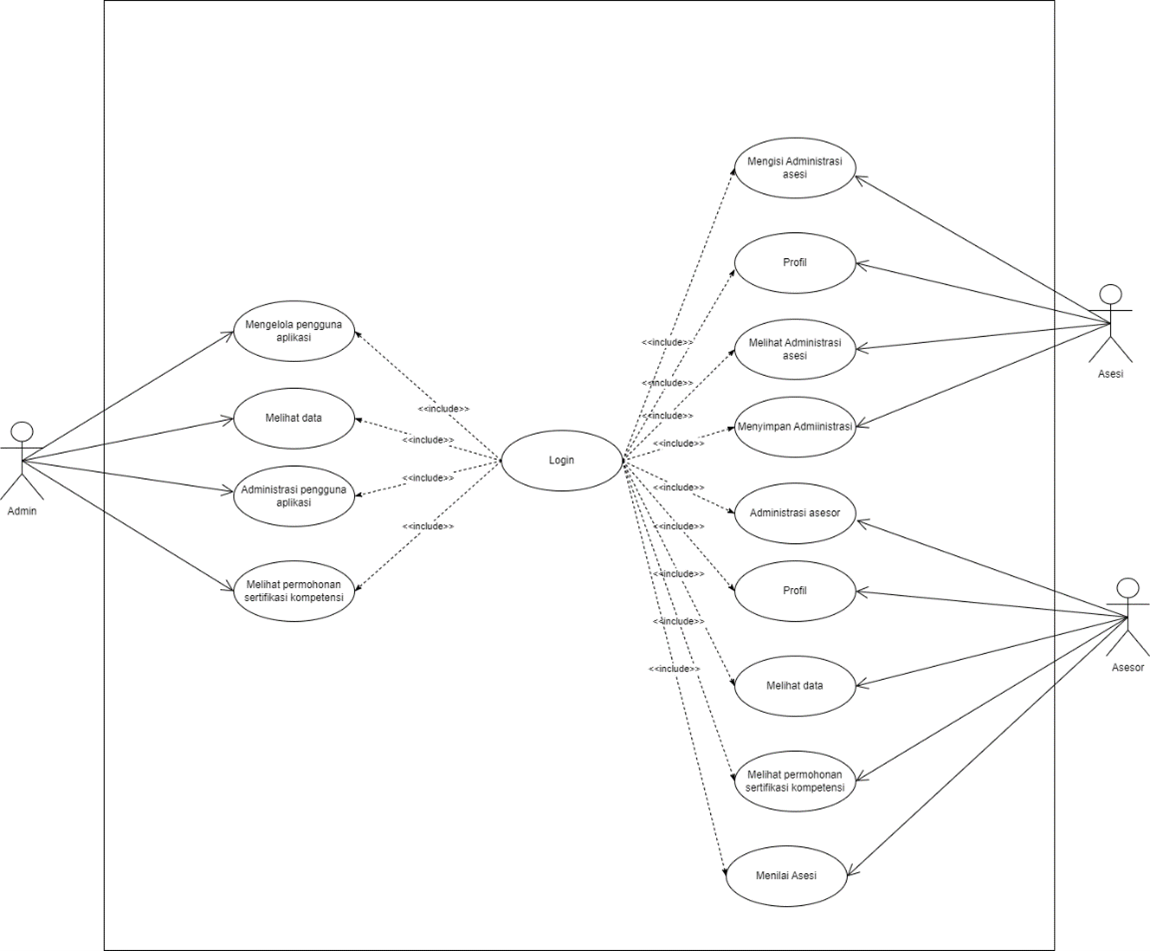 Mengisi Administrasi
asesi
Profil
Melihat Administrasi
asesi
Menyimpan Admiinistrasi
Administrasi asesor
Profil
Melihat data
Melihat permohonan
sertifikasi kompetensi
Menilai Asesi
Mengelola pengguna
aplikasi
Melihat data
Administrasi pengguna
aplikasi
Melihat permohonan
sertifikasi kompetensi
Login
Admin
Asesi
Asesor
<<include>>
<<include>>
<<include>>
<<include>>
<<include>>
<<include>>
<<include>>
<<include>>
<<include>>
<<include>>
<<include>>
<<include>>
<<include>>